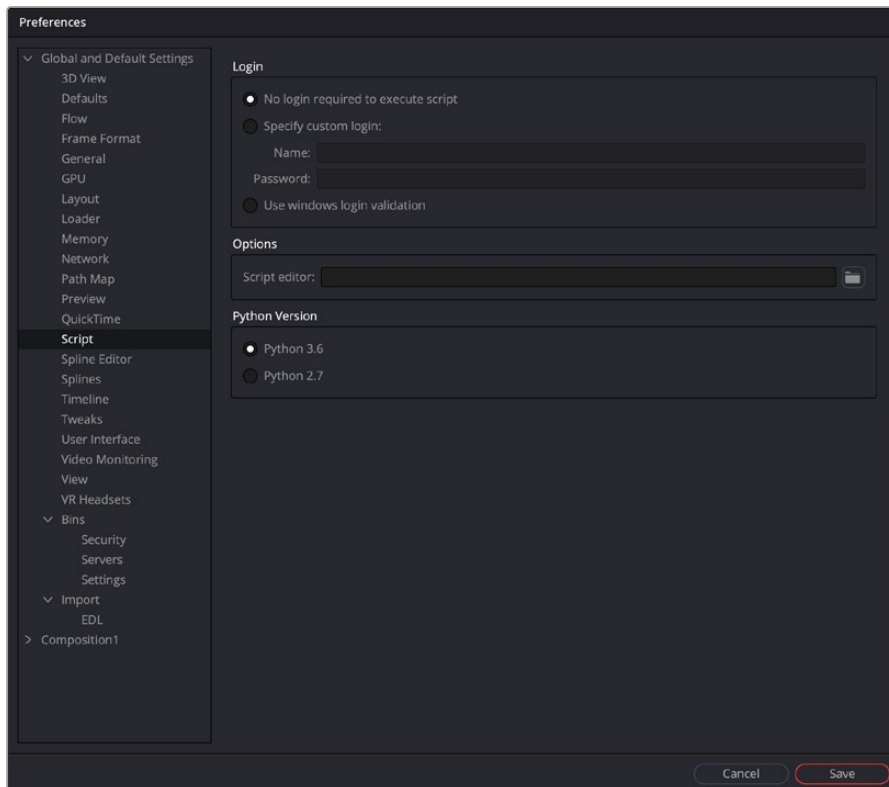 Preferences
Global and Default Settings
3D View
Defaults
Flow
Frame Format
General
GPU
Layout
Loader
Memory
Network
Path Map
Preview
QuickTime
Script
Spline Editor
Splines
Timeline
Tweaks
User Interface
Video Monitoring
View
VR Headsets
Bins
Security
Servers
Settings
Import
EDL
Composition1
Login
No login required to execute script
Specify custom login:
Name:
Password:
Use windows login validation
Options
Script editor:
Python Version
Python 3.6
Python 2.7
Cancel Save